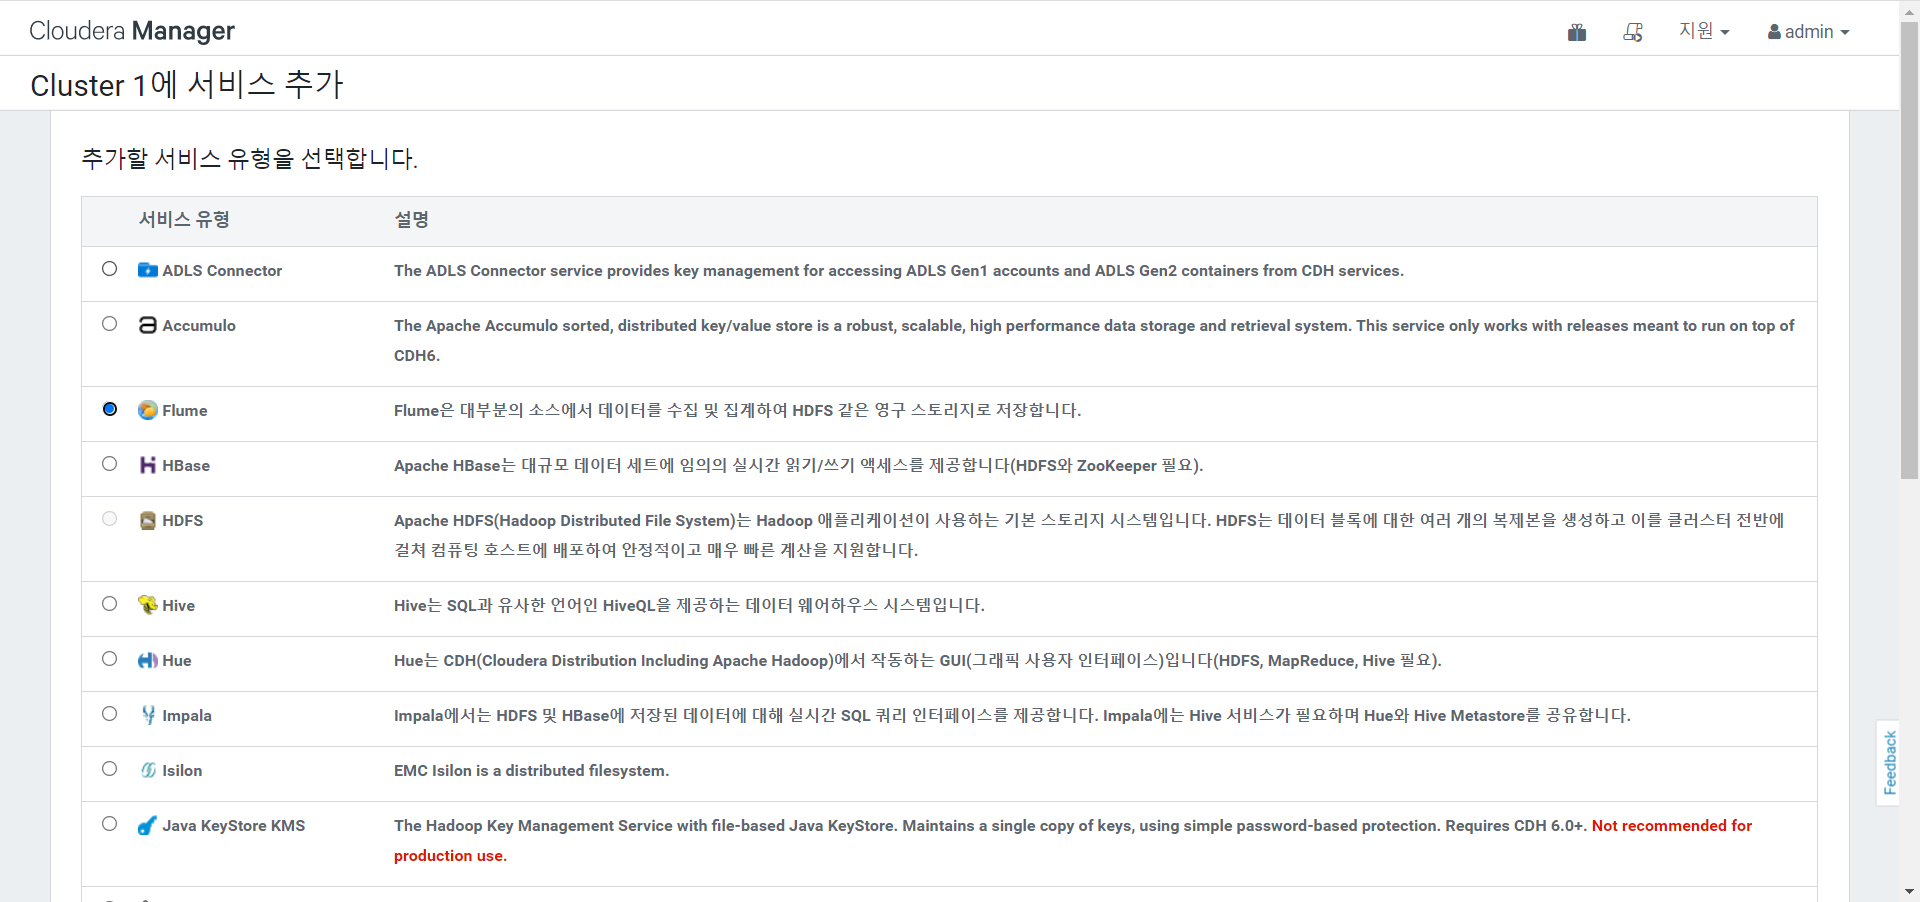 Cloudera Manager
지원
admin
Cluster 1에 서비스 추가
추가할 서비스 유형을 선택합니다.
서비스 유형 설명
ADLS Connector The ADLS Connector service provides key management for accessing ADLS Gen1 accounts and ADLS Gen2 containers from CDH services.
Accumulo The Apache Accumulo sorted, distributed key/value store is a robust, scalable, high performance data storage and retrieval system. This service only works with releases meant to run on top of
CDH6.
Flume Flume은 대부분의 소스에서 데이터를 수집 및 집계하여 HDFS 같은 영구 스토리지로 저장합니다.
HBase Apache HBase는 대규모 데이터 세트에 임의의 실시간 읽기/쓰기 액세스를 제공합니다(HDFS와 ZooKeeper 필요).
HDFS Apache HDFS(Hadoop Distributed File System)는 Hadoop 애플리케이션이 사용하는 기본 스토리지 시스템입니다. HDFS는 데이터 블록에 대한 여러 개의 복제본을 생성하고 이를 클러스터 전반에
걸쳐 컴퓨팅 호스트에 배포하여 안정적이고 매우 빠른 계산을 지원합니다.
Hive Hive는 SQL과 유사한 언어인 HiveQL을 제공하는 데이터 웨어하우스 시스템입니다.
Hue Hue는 CDH(Cloudera Distribution Including Apache Hadoop)에서 작동하는 GUI(그래픽 사용자 인터페이스)입니다(HDFS, MapReduce, Hive 필요).
Impala Impala에서는 HDFS 및 HBase에 저장된 데이터에 대해 실시간 SQL 쿼리 인터페이스를 제공합니다. Impala에는 Hive 서비스가 필요하며 Hue와 Hive Metastore를 공유합니다.
Isilon EMC Isilon is a distributed filesystem.
Java KeyStore KMS The Hadoop Key Management Service with file-based Java KeyStore. Maintains a single copy of keys, using simple password-based protection. Requires CDH 6.0+. Not recommended for
production use.
Feedback